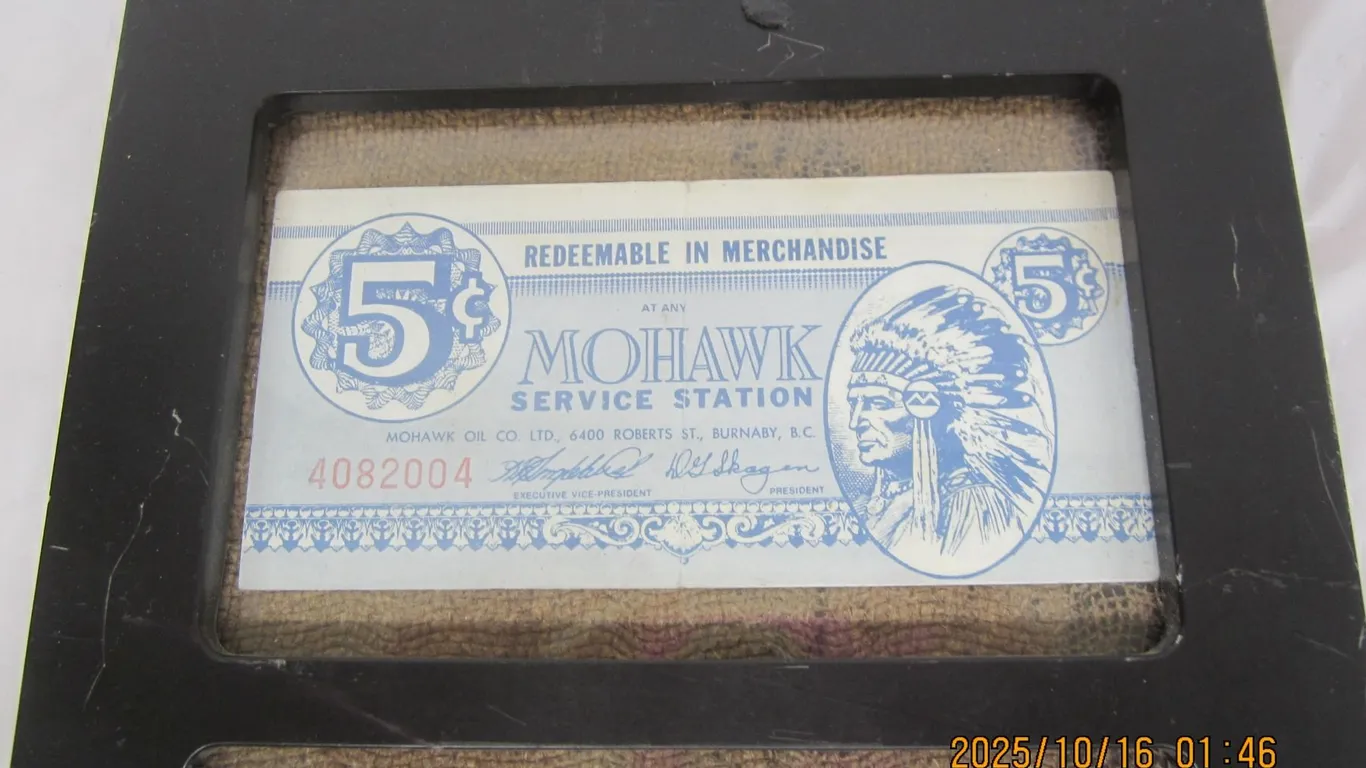 5¢
REDEEMABLE IN MERCHANDISE
5¢
AT ANY
MOHAWK
SERVICE STATION
MOHAWK OIL CO. LTD., 6400 ROBERTS ST., BURNABY, B.C.
4082004
D G Skagen
EXECUTIVE VICE-PRESIDENT
PRESIDENT
2025/10/16 01:46